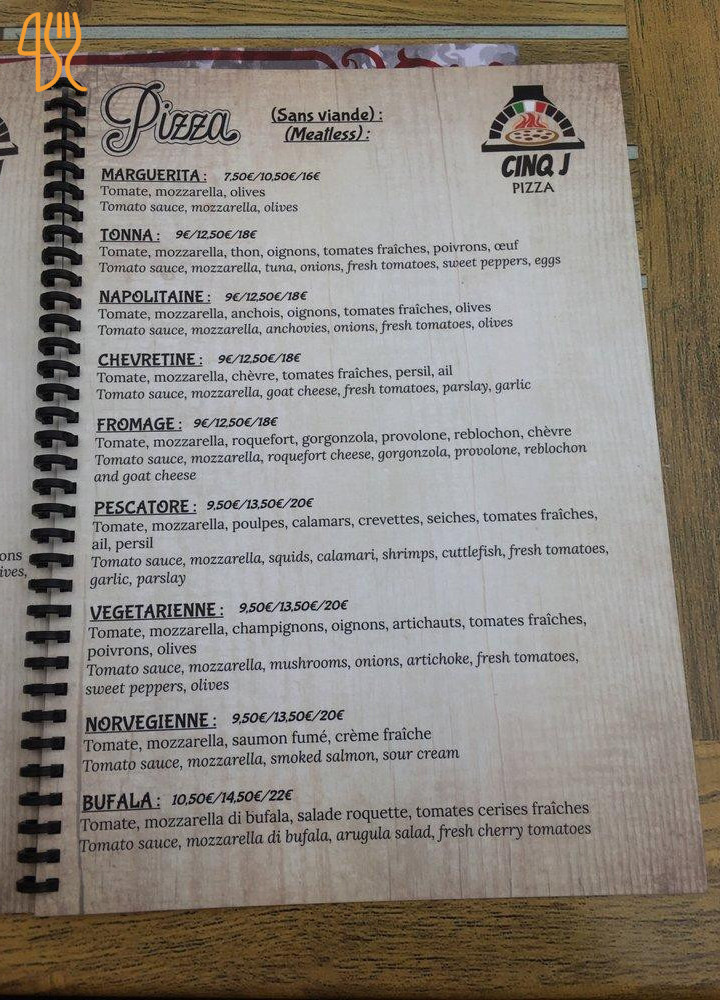 Pizza
(Sans viande) :
(Meatless) :
CINQ J
PIZZA
MARGUERITA : 7,50€/10,50€/16€
Tomate, mozzarella, olives
Tomato sauce, mozzarella, olives
TONNA : 9€/12,50€/18€
Tomate, mozzarella, thon, oignons, tomates fraîches, poivrons, œuf
Tomato sauce, mozzarella, tuna, onions, fresh tomatoes, sweet peppers, eggs
NAPOLITAINE : 9€/12,50€/18€
Tomate, mozzarella, anchois, oignons, tomates fraîches, olives
Tomato sauce, mozzarella, anchovies, onions, fresh tomatoes, olives
CHEVRETINE : 9€/12,50€/18€
Tomate, mozzarella, chèvre, tomates fraîches, persil, ail
Tomato sauce, mozzarella, goat cheese, fresh tomatoes, parslay, garlic
FROMAGE : 9€/12,50€/18€
Tomate, mozzarella, roquefort, gorgonzola, provolone, reblochon, chèvre
Tomato sauce, mozzarella, roquefort cheese, gorgonzola, provolone, reblochon
and goat cheese
PESCATORE : 9,50€/13,50€/20€
Tomate, mozzarella, poulpes, calamars, crevettes, seiches, tomates fraîches,
ail, persil
Tomato sauce, mozzarella, squids, calamari, shrimps, cuttlefish, fresh tomatoes,
garlic, parslay
VEGETARIENNE : 9,50€/13,50€/20€
Tomate, mozzarella, champignons, oignons, artichauts, tomates fraîches,
poivrons, olives
Tomato sauce, mozzarella, mushrooms, onions, artichoke, fresh tomatoes,
sweet peppers, olives
NORVEGIENNE : 9,50€/13,50€/20€
Tomate, mozzarella, saumon fumé, crème fraîche
Tomato sauce, mozzarella, smoked salmon, sour cream
BUFALA : 10,50€/14,50€/22€
Tomate, mozzarella di bufala, salade roquette, tomates cerises fraîches
Tomato sauce, mozzarella di bufala, arugula salad, fresh cherry tomatoes